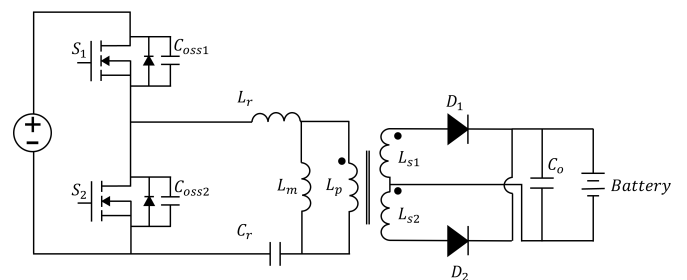 S1
Coss1
Lr
D1
Ls1
Co
Lm
Lp
Battery
S2
Coss2
Ls2
Cr
D2